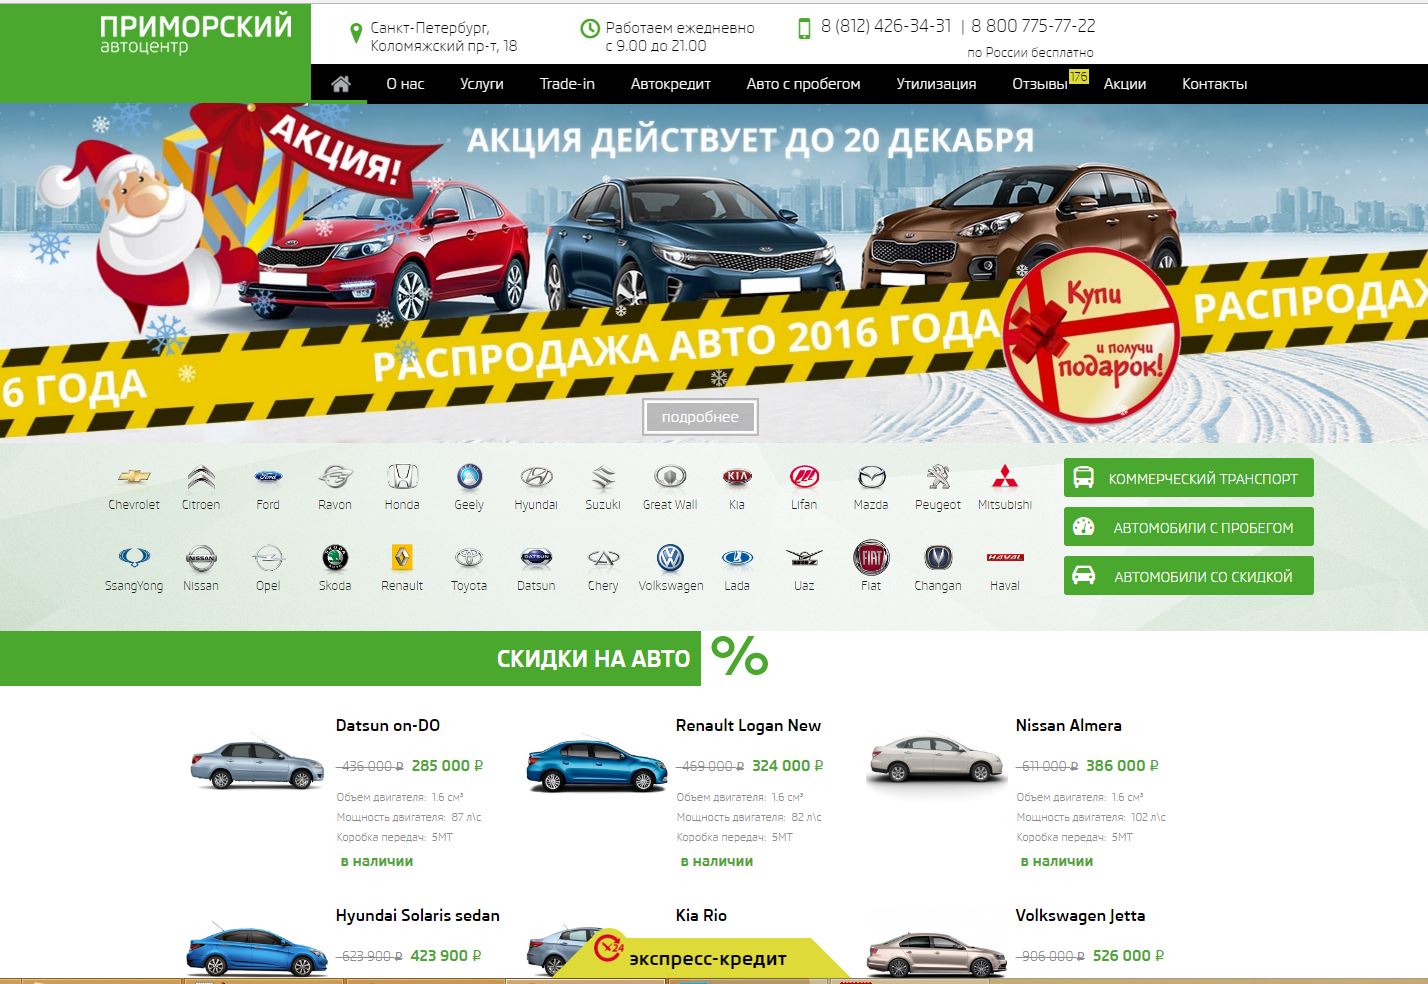 ПРИМОРСКИЙ
автоцентр
Санкт-Петербург,
Коломяжский пр-т, 18
Работаем ежедневно
с 9.00 до 21.00
8 (812) 426-34-31 | 8 800 775-77-22
по России бесплатно
О нас Услуги Trade-in Автокредит Авто с пробегом Утилизация Отзывы 176 Акции Контакты
АКЦИЯ!
АКЦИЯ ДЕЙСТВУЕТ ДО 20 ДЕКАБРЯ
6 ГОДА
РАСПРОДАЖА АВТО 2016 ГОДА
РАСПРОДАЖ
Купи
и получи
подарок!
подробнее
Chevrolet Citroen Ford Ravon Honda Geely Hyundai Suzuki Great Wall Kia Lifan Mazda Peugeot Mitsubishi
SsangYong Nissan Opel Skoda Renault Toyota Datsun Chery Volkswagen Lada Uaz Fiat Changan Haval
КОММЕРЧЕСКИЙ ТРАНСПОРТ
АВТОМОБИЛИ С ПРОБЕГОМ
АВТОМОБИЛИ СО СКИДКОЙ
СКИДКИ НА АВТО %
Datsun on-DO
436 000 ₽ 285 000 ₽
Объем двигателя: 1.6 см³
Мощность двигателя: 87 л\с
Коробка передач: 5МТ
в наличии
Renault Logan New
469 000 ₽ 324 000 ₽
Объем двигателя: 1.6 см³
Мощность двигателя: 82 л\с
Коробка передач: 5МТ
в наличии
Nissan Almera
611 000 ₽ 386 000 ₽
Объем двигателя: 1.6 см³
Мощность двигателя: 102 л\с
Коробка передач: 5МТ
в наличии
Hyundai Solaris sedan
623 900 ₽ 423 900 ₽
Kia Rio
Volkswagen Jetta
906 000 ₽ 526 000 ₽
24
экспресс-кредит